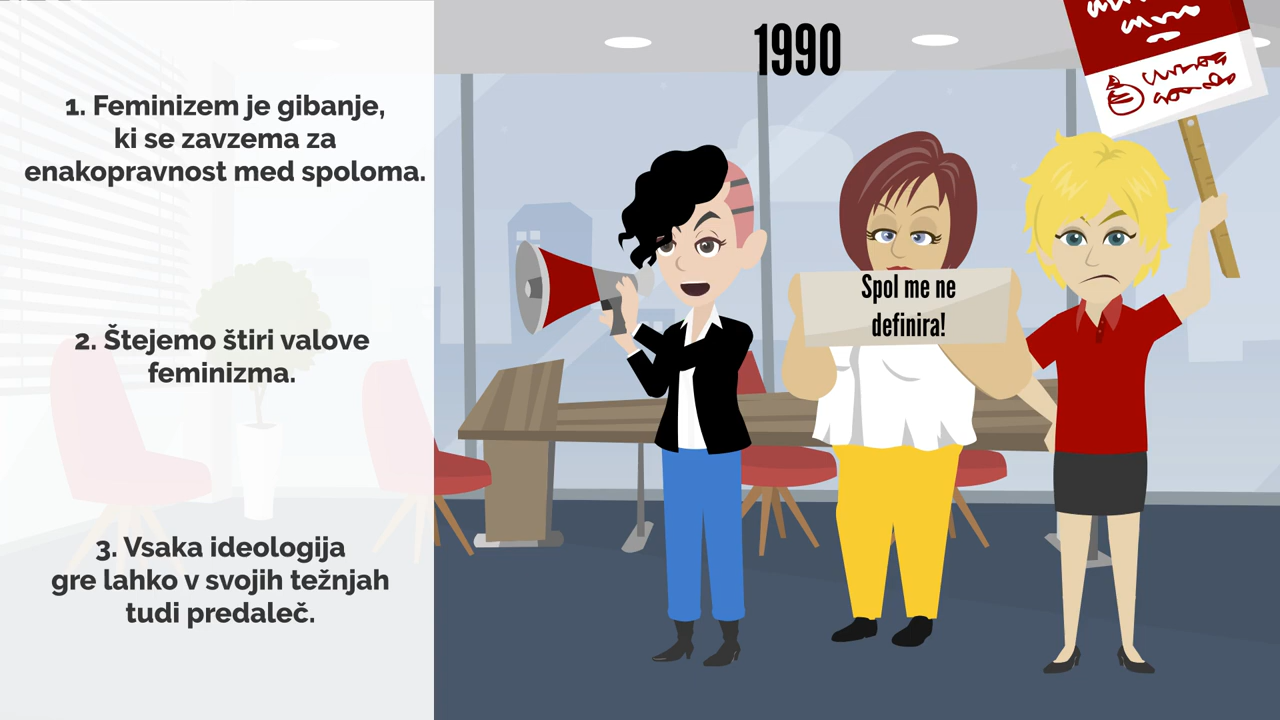 1. Feminizem je gibanje,
ki se zavzema za
enakopravnost med spoloma.
2. Štejemo štiri valove
feminizma.
3. Vsaka ideologija
gre lahko v svojih težnjah
tudi predaleč.
1990
Spol me ne
definira!